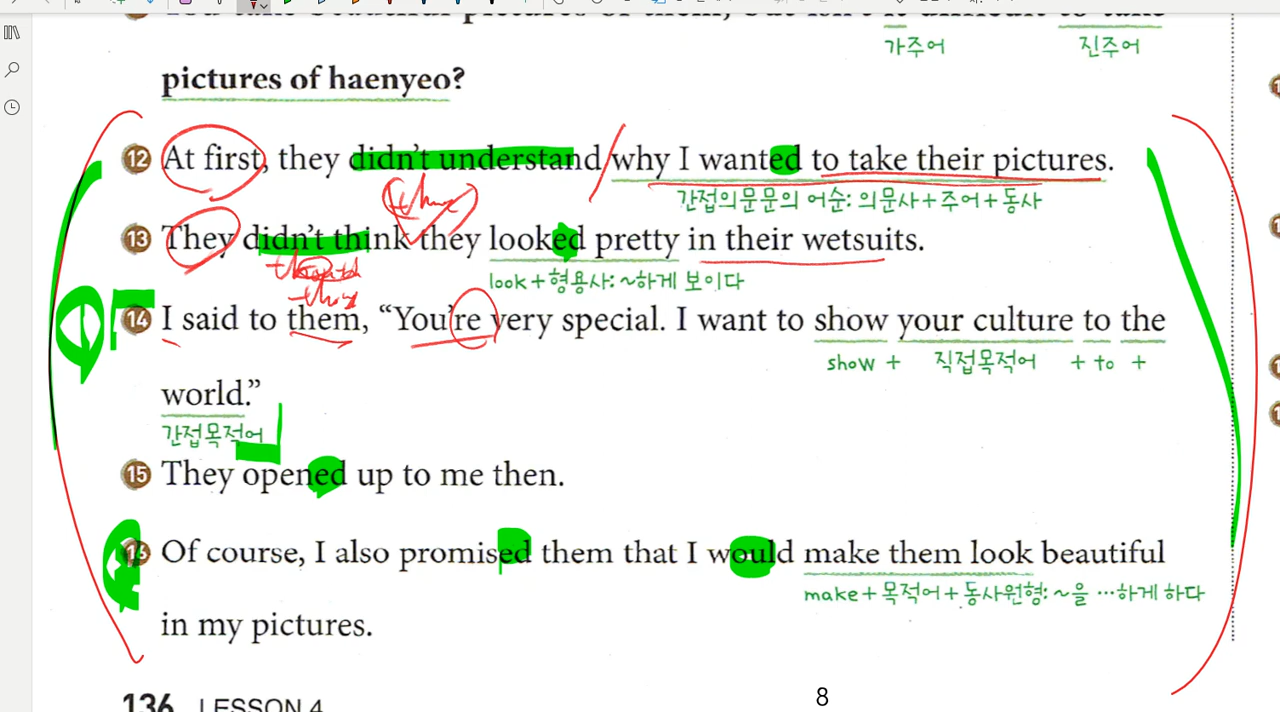 가주어 진주어
pictures of haenyeo?
12 At first, they didn't understand why I wanted to take their pictures.
간접의문문의 어순: 의문사+주어+동사
13 They didn't think they looked pretty in their wetsuits.
look+형용사: ~하게 보이다
14 I said to them, “You're very special. I want to show your culture to the
show + 직접목적어 + to +
world.”
간접목적어
15 They opened up to me then.
16 Of course, I also promised them that I would make them look beautiful
make+목적어+동사원형: ~을 …하게 하다
in my pictures.
136 LESSON 4
8